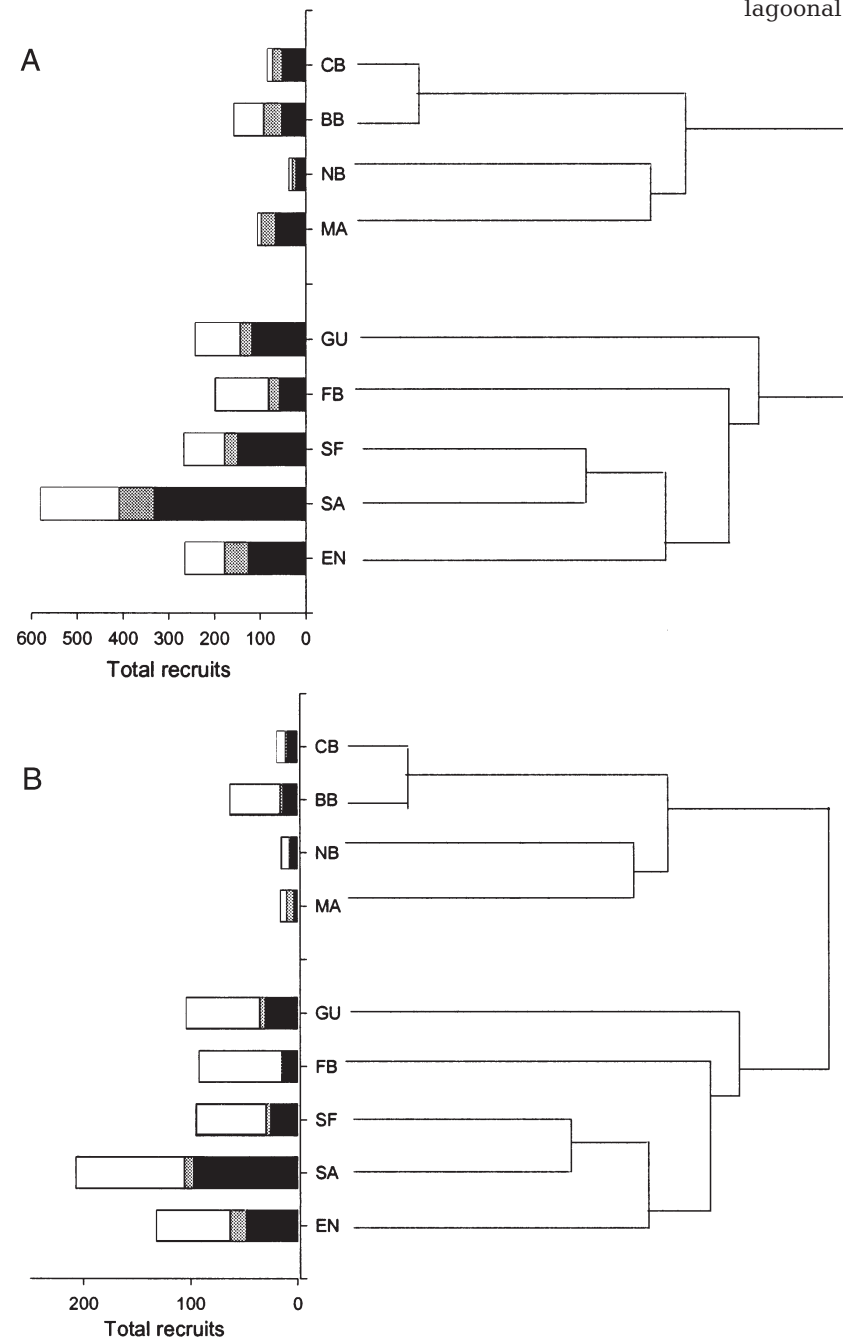 lagoonal
A
CB
BB
NB
MA
GU
FB
SF
SA
EN
600 500 400 300 200 100 0
Total recruits
B
CB
BB
NB
MA
GU
FB
SF
SA
EN
200 100 0
Total recruits